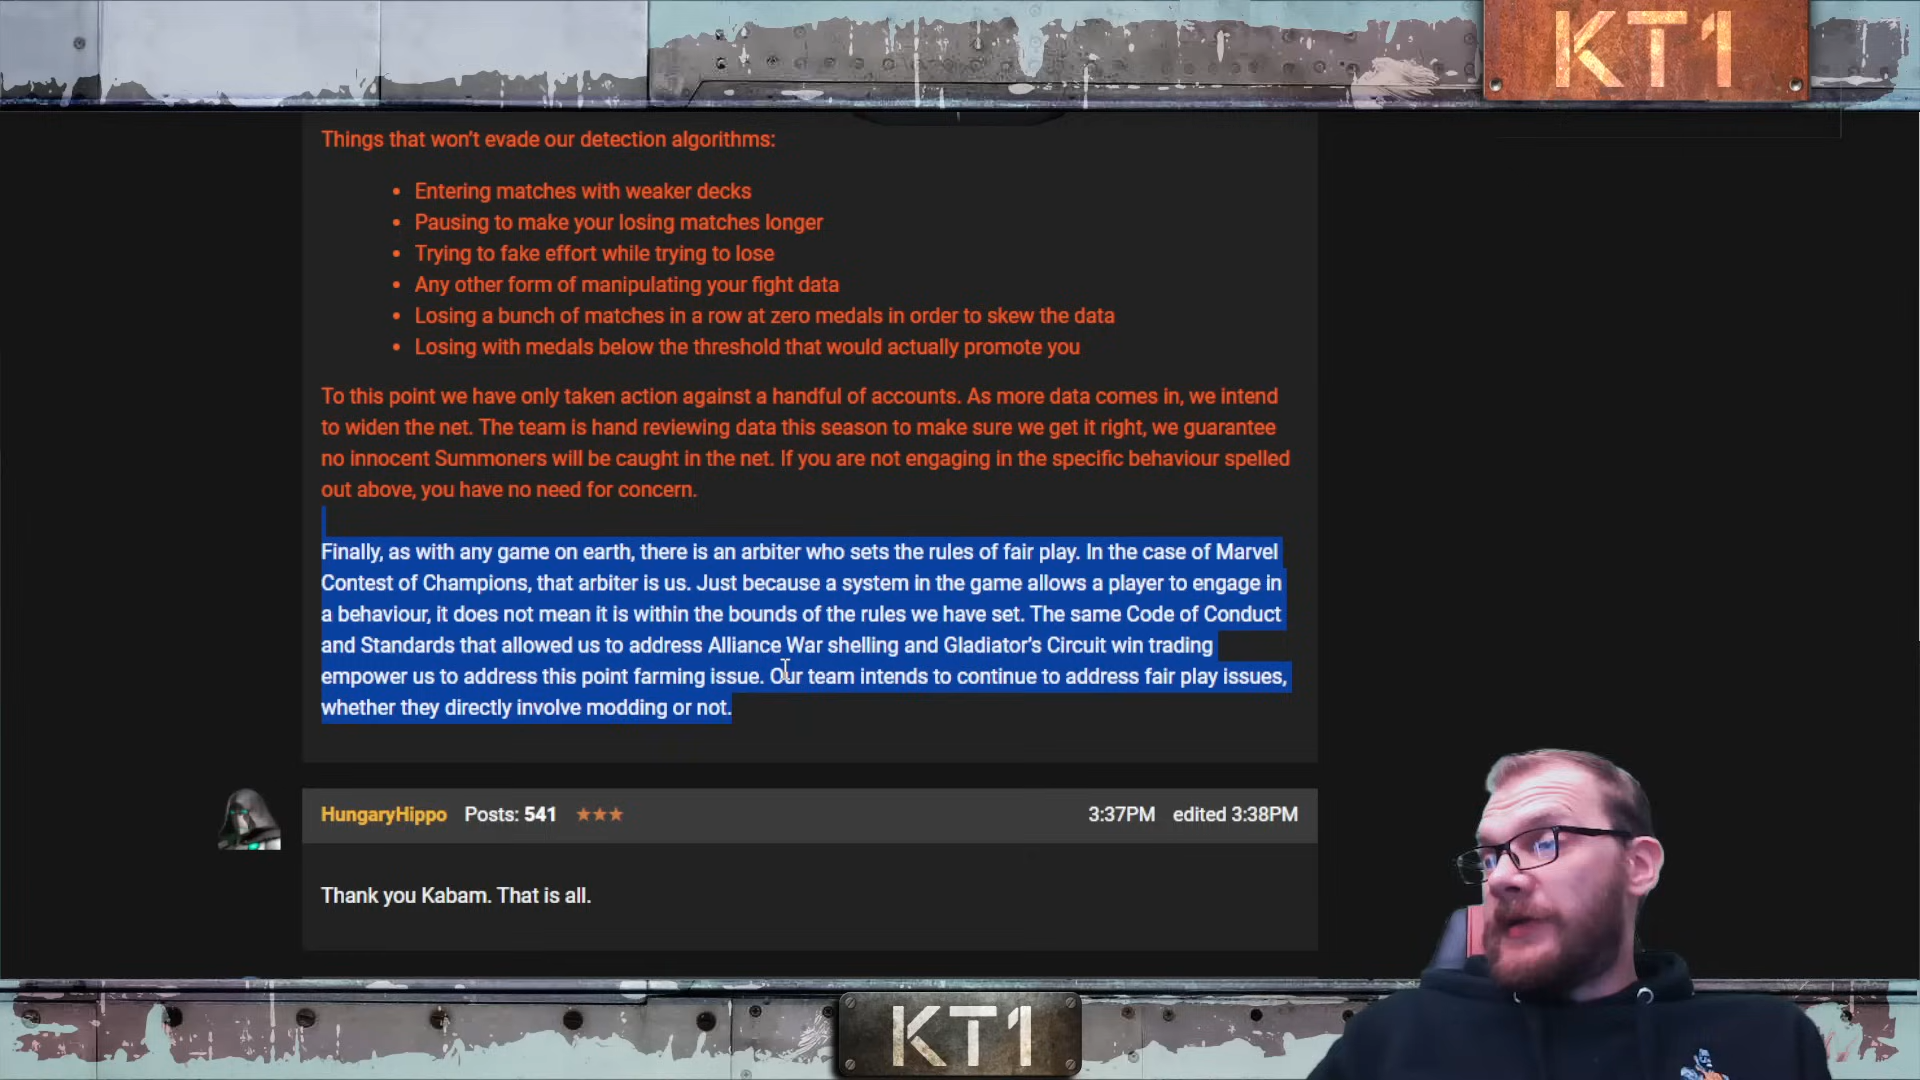 KT1
Things that won't evade our detection algorithms:
• Entering matches with weaker decks
• Pausing to make your losing matches longer
• Trying to fake effort while trying to lose
• Any other form of manipulating your fight data
• Losing a bunch of matches in a row at zero medals in order to skew the data
• Losing with medals below the threshold that would actually promote you
To this point we have only taken action against a handful of accounts. As more data comes in, we intend
to widen the net. The team is hand reviewing data this season to make sure we get it right, we guarantee
no innocent Summoners will be caught in the net. If you are not engaging in the specific behaviour spelled
out above, you have no need for concern.
Finally, as with any game on earth, there is an arbiter who sets the rules of fair play. In the case of Marvel
Contest of Champions, that arbiter is us. Just because a system in the game allows a player to engage in
a behaviour, it does not mean it is within the bounds of the rules we have set. The same Code of Conduct
and Standards that allowed us to address Alliance War shelling and Gladiator's Circuit win trading
empower us to address this point farming issue. Our team intends to continue to address fair play issues,
whether they directly involve modding or not.
HungaryHippo Posts: 541 ★★★ 3:37PM edited 3:38PM
Thank you Kabam. That is all.
KT1